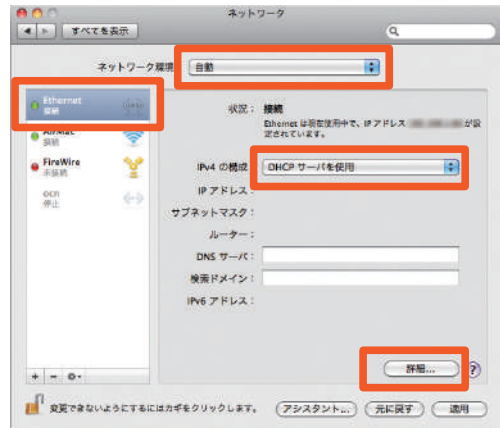 ネットワーク
すべてを表示
ネットワーク環境
自動
Ethernet
接続
AirMac
接続
FireWire
未接続
停止
状況：
接続
Ethernet は現在使用中で、IP アドレス が設
定されています。
IPv4 の構成
DHCP サーバを使用
IP アドレス：
サブネットマスク：
ルーター：
DNS サーバ：
検索ドメイン：
IPv6 アドレス：
詳細...
?
変更できないようにするにはカギをクリックします。
アシスタント...
元に戻す
適用